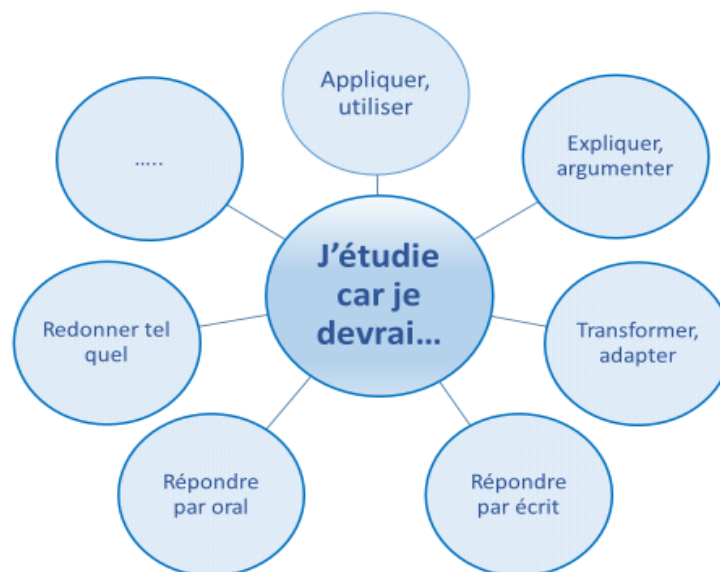 J’étudie
car je
devrai…
Appliquer,
utiliser
Expliquer,
argumenter
Transformer,
adapter
Répondre
par écrit
Répondre
par oral
Redonner tel
quel
…..